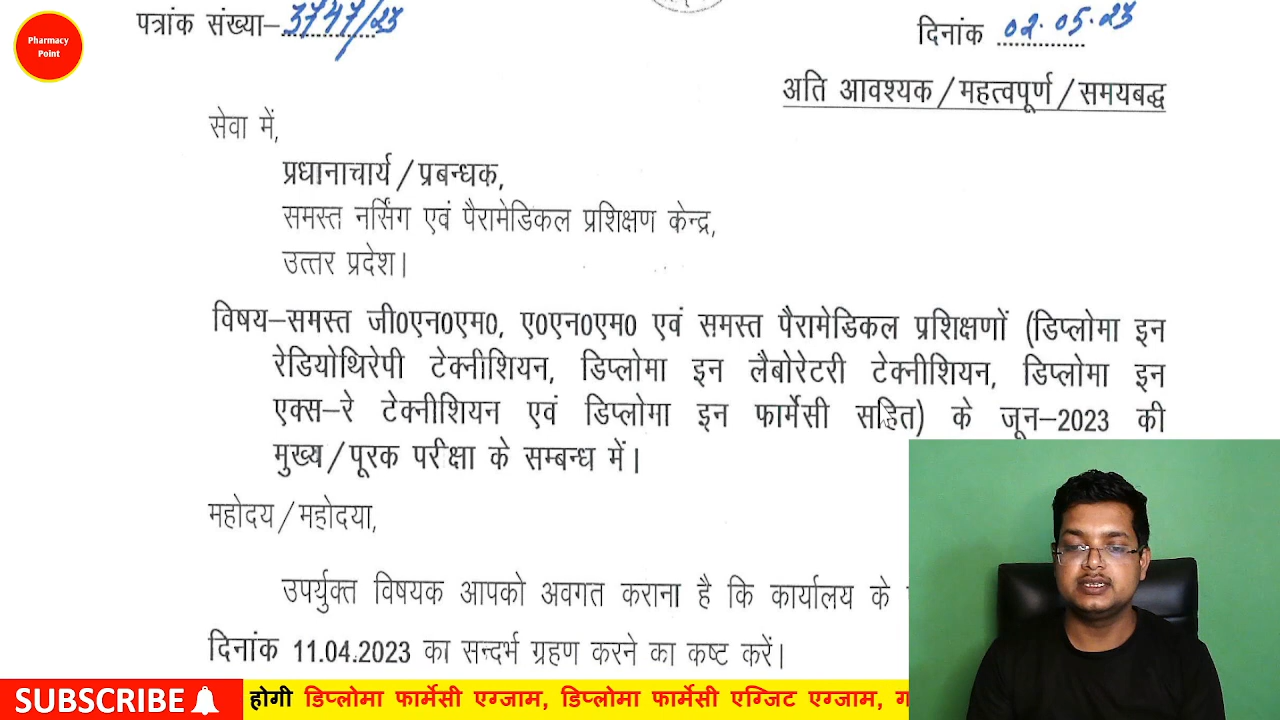 Pharmacy
Point
पत्रांक संख्या– 3747/23
दिनांक 02.05.23
अति आवश्यक/महत्वपूर्ण/समयबद्ध
सेवा में,
प्रधानाचार्य/प्रबन्धक,
समस्त नर्सिंग एवं पैरामेडिकल प्रशिक्षण केन्द्र,
उत्तर प्रदेश।
विषय–समस्त जी0एन0एम0, ए0एन0एम0 एवं समस्त पैरामेडिकल प्रशिक्षणों (डिप्लोमा इन
रेडियोथिरेपी टेक्नीशियन, डिप्लोमा इन लैबोरेटरी टेक्नीशियन, डिप्लोमा इन
एक्स–रे टेक्नीशियन एवं डिप्लोमा इन फार्मेसी सहित) के जून–2023 की
मुख्य/पूरक परीक्षा के सम्बन्ध में।
महोदय/महोदया,
उपर्युक्त विषयक आपको अवगत कराना है कि कार्यालय के
दिनांक 11.04.2023 का सन्दर्भ ग्रहण करने का कष्ट करें।
SUBSCRIBE
होगी डिप्लोमा फार्मेसी एग्जाम, डिप्लोमा फार्मेसी एग्जिट एग्जाम,